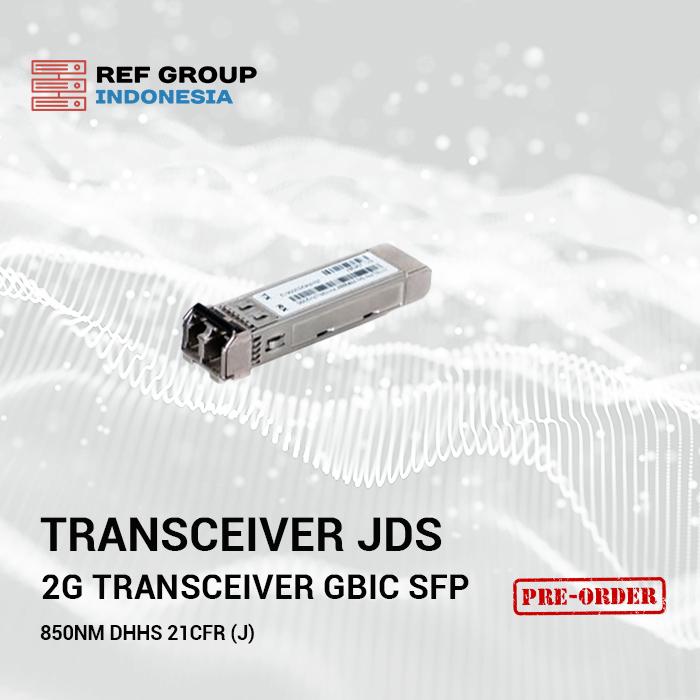 REF GROUP
INDONESIA
TRANSCEIVER JDS
2G TRANSCEIVER GBIC SFP
PRE-ORDER
850NM DHHS 21CFR (J)